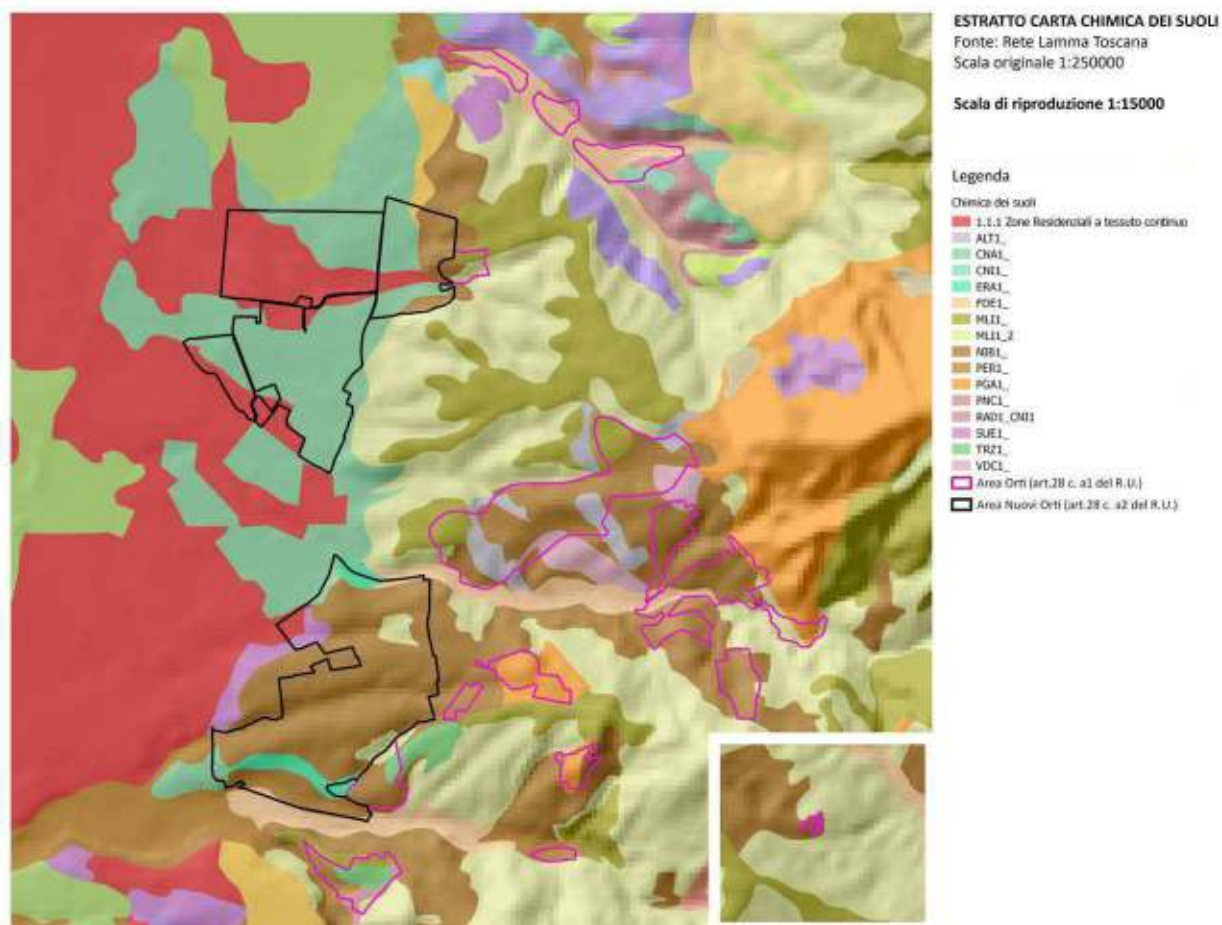 ESTRATTO CARTA CHIMICA DEI SUOLI
Fonte: Rete Lamma Toscana
Scala originale 1:250000
Scala di riproduzione 1:15000
Legenda
Chimica dei suoli
1.1.1 Zone Residenziali a tessuto continuo
ALT1_
CNA1_
CNI1_
ERA1_
MLI1_
MLI1_2
PER1_
PGA1_
PNC1_
RAD1_CNI1
SUE1_
TRZ1_
VDC1_
Area Orti (art.28 c. a1 del R.U.)
Area Nuovi Orti (art.28 c. a2 del R.U.)